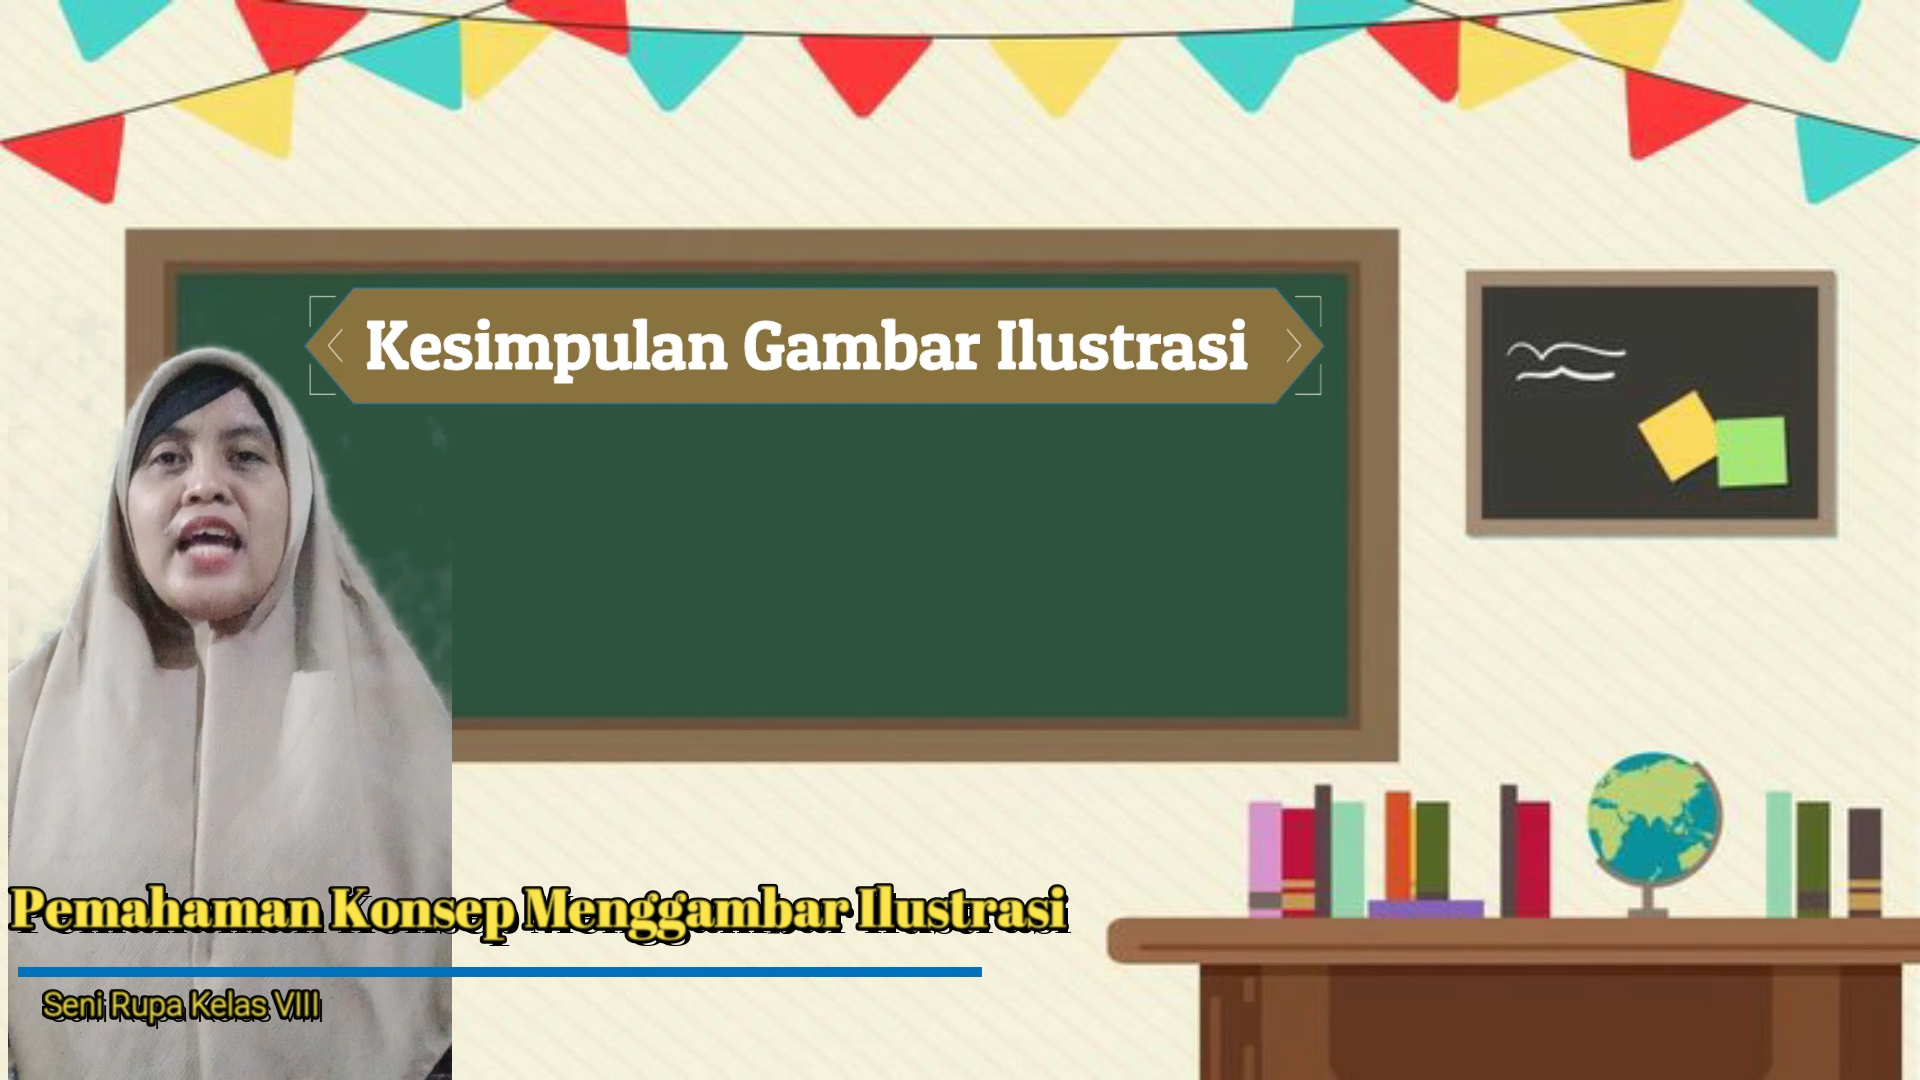 Kesimpulan Gambar Ilustrasi
Pemahaman Konsep Menggambar Ilustrasi
Seni Rupa Kelas VIII